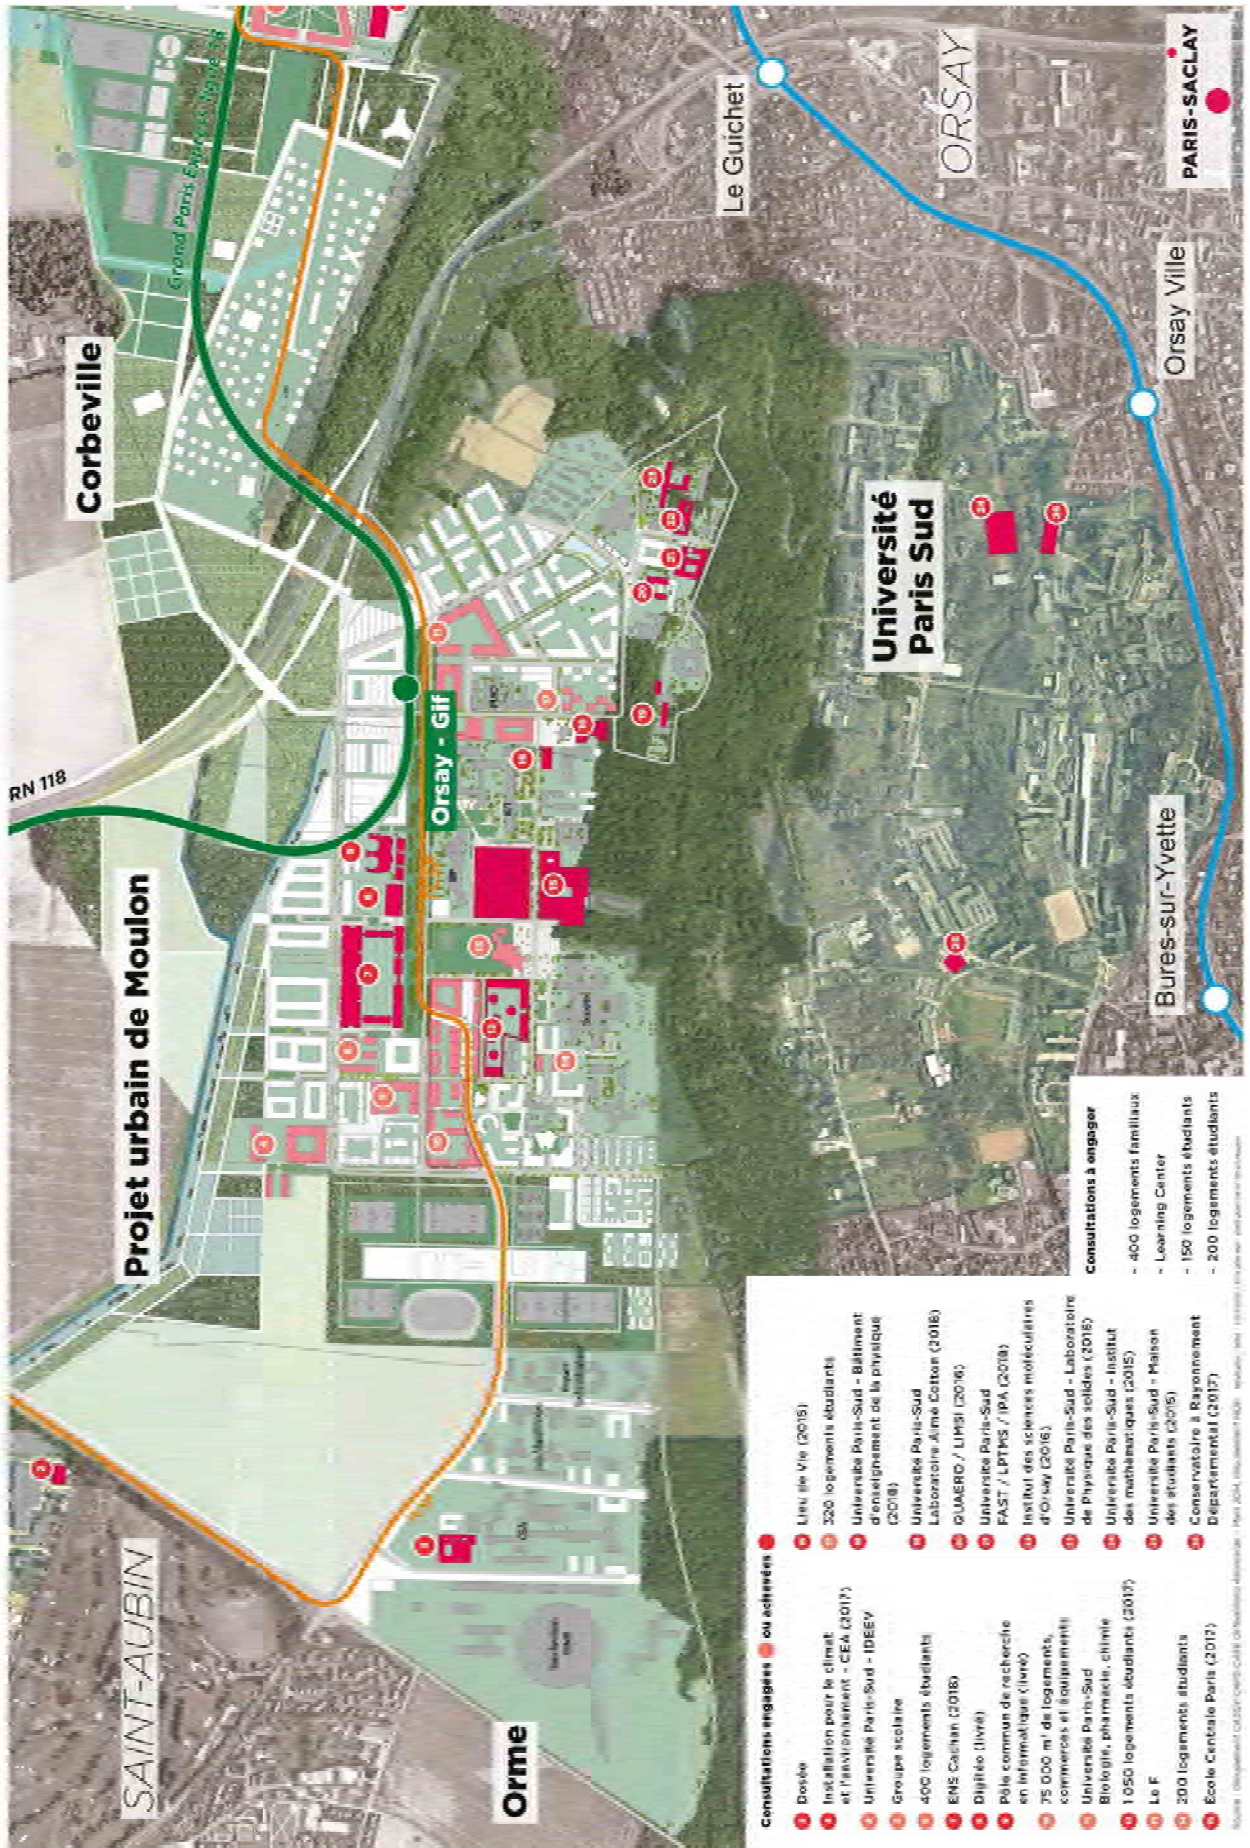 SAINT-AUBIN
Orme
Projet urbain de Moulon
RN 118
Corbeville
Orsay - Gif
Université
Paris Sud
Le Guichet
ORSAY
Orsay Ville
Bures-sur-Yvette
PARIS-SACLAY
Consultations engagées ou achevées
Doséo
Installation pour le climat
et l'environnement - CEA (2017)
Université Paris-Sud - IDEEV
Groupe scolaire
400 logements étudiants
ENS Cachan (2018)
Digitéo (livré)
Pôle commun de recherche
en informatique (livré)
75 000 m² de logements,
commerces et équipements
Université Paris-Sud
Biologie, pharmacie, chimie
1 050 logements étudiants (2017)
Le F
200 logements étudiants
École Centrale Paris (2017)
Lieu de Vie (2015)
320 logements étudiants
Université Paris-Sud - Bâtiment
d'enseignement de la physique
(2018)
Université Paris-Sud
Laboratoire Aimé Cotton (2016)
QUAERO / LIMSI (2016)
Université Paris-Sud
FAST / LPTMS / IPA (2018)
Institut des sciences moléculaires
d'Orsay (2016)
Université Paris-Sud - Laboratoire
de Physique des solides (2016)
Université Paris-Sud - Institut
des mathématiques (2015)
Université Paris-Sud - Maison
des étudiants (2015)
Conservatoire à Rayonnement
Départemental (2017)
Consultations à engager
- 400 logements familiaux
- Learning Center
- 150 logements étudiants
- 200 logements étudiants